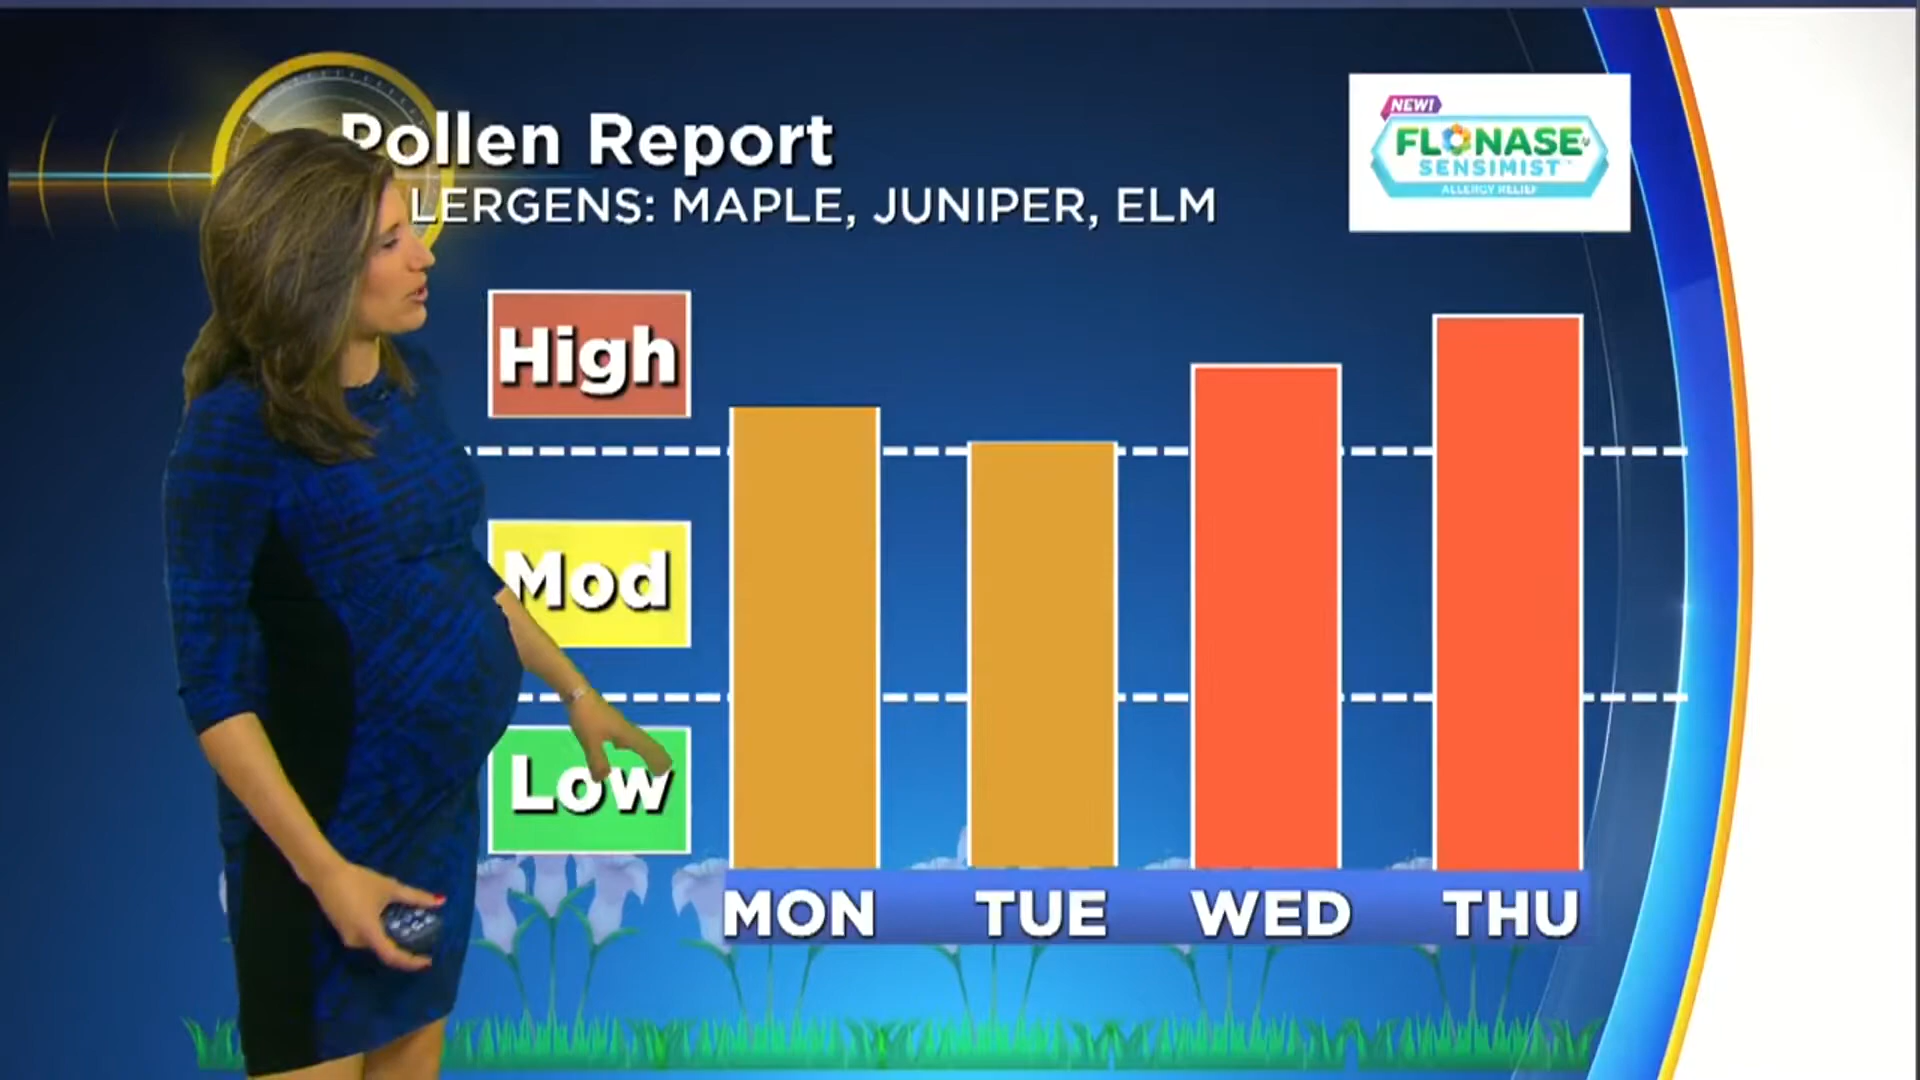 Pollen Report
LERGENS: MAPLE, JUNIPER, ELM
NEW!
FLONASE
SENSIMIST
ALLERGY RELIEF
High
Mod
Low
MON TUE WED THU